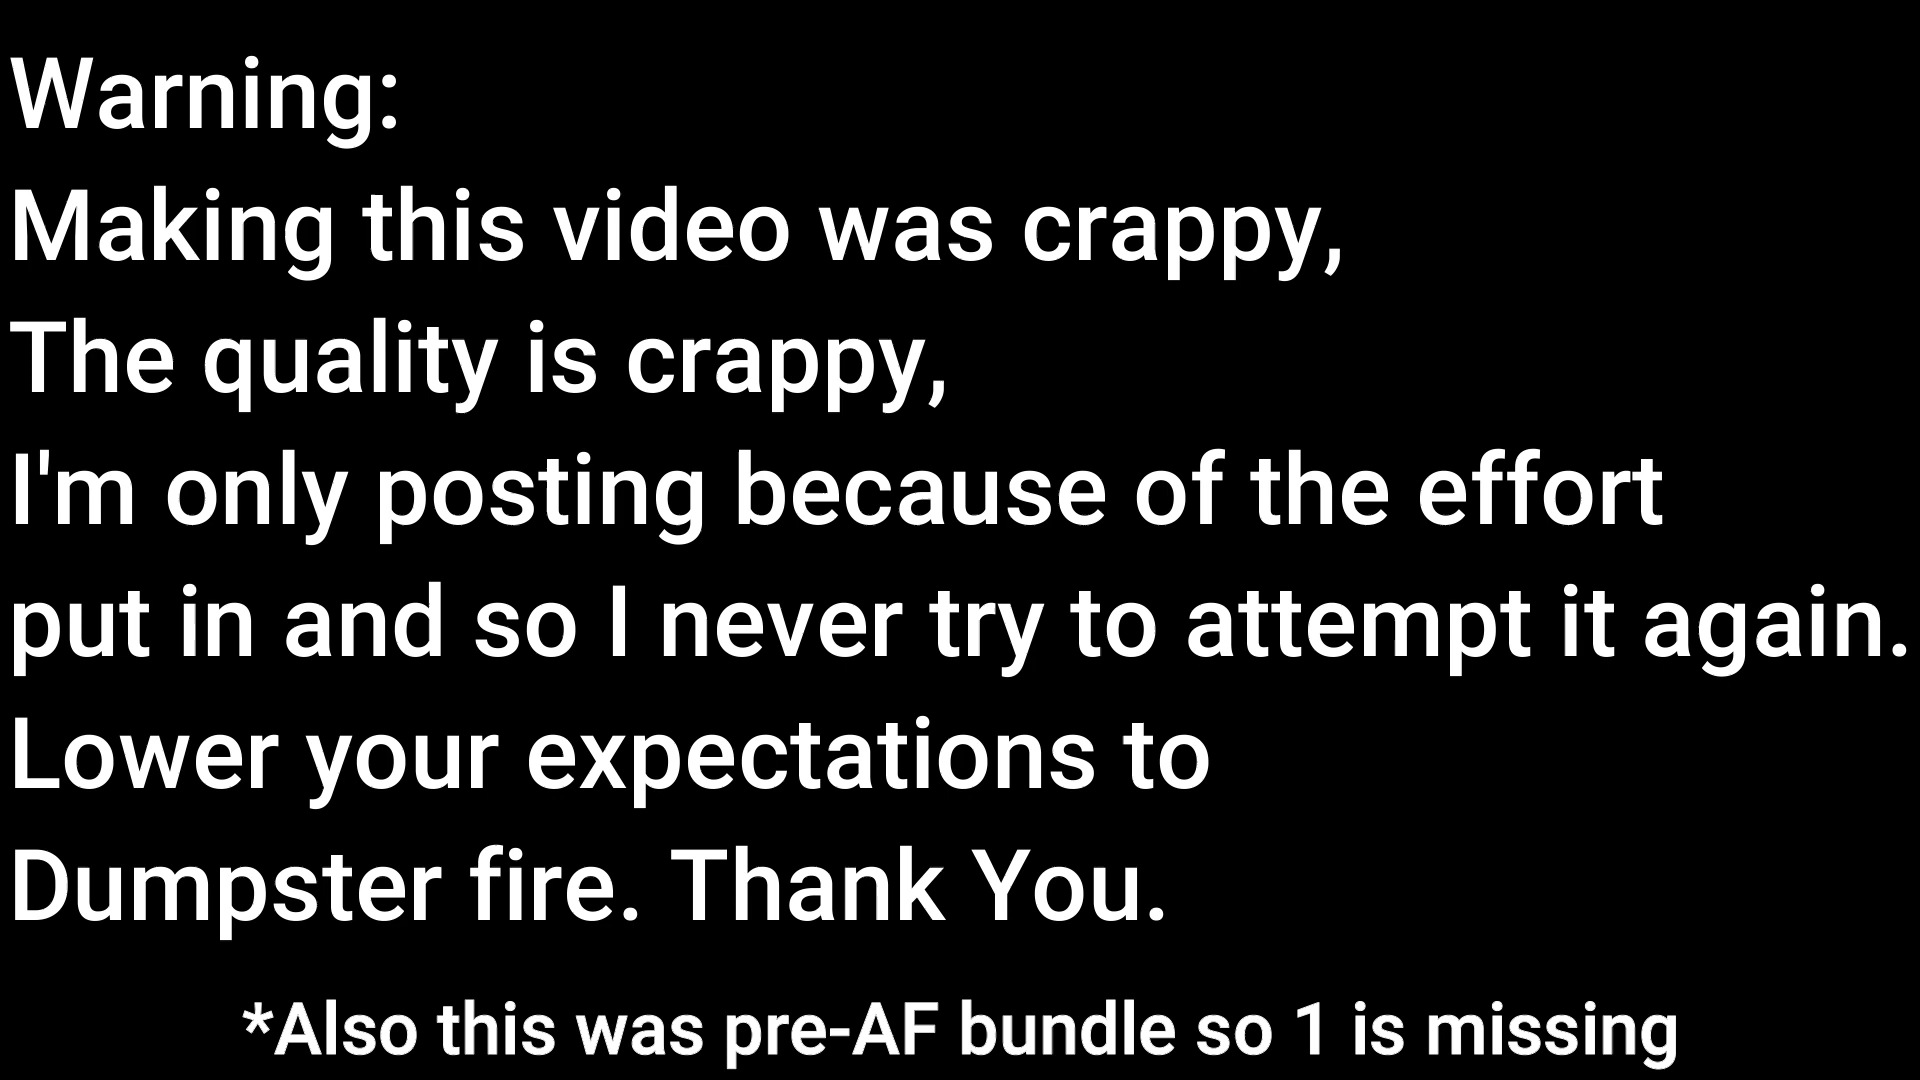 Warning:
Making this video was crappy,
The quality is crappy,
I'm only posting because of the effort
put in and so I never try to attempt it again.
Lower your expectations to
Dumpster fire. Thank You.
*Also this was pre-AF bundle so 1 is missing